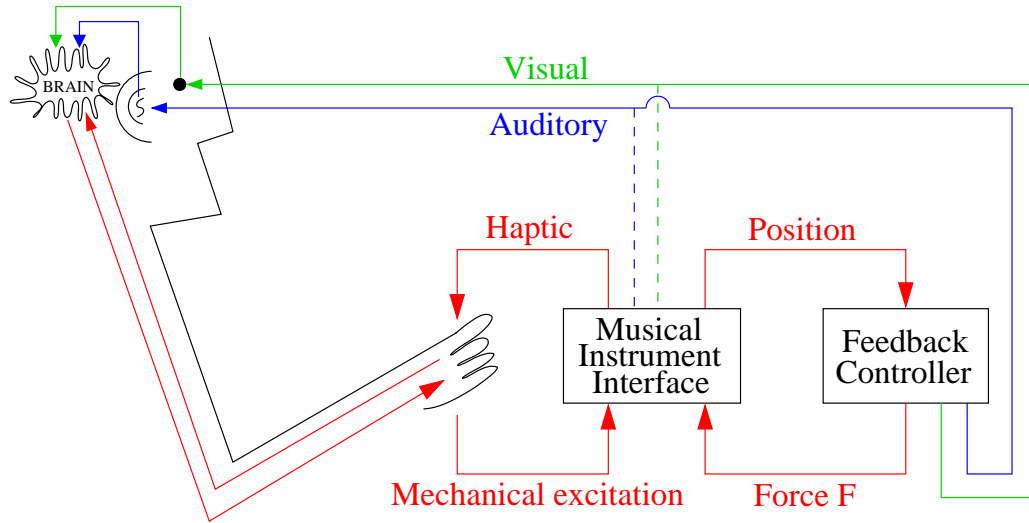 Visual
BRAIN
Auditory
Haptic
Position
Musical
Instrument
Interface
Feedback
Controller
Mechanical excitation
Force F